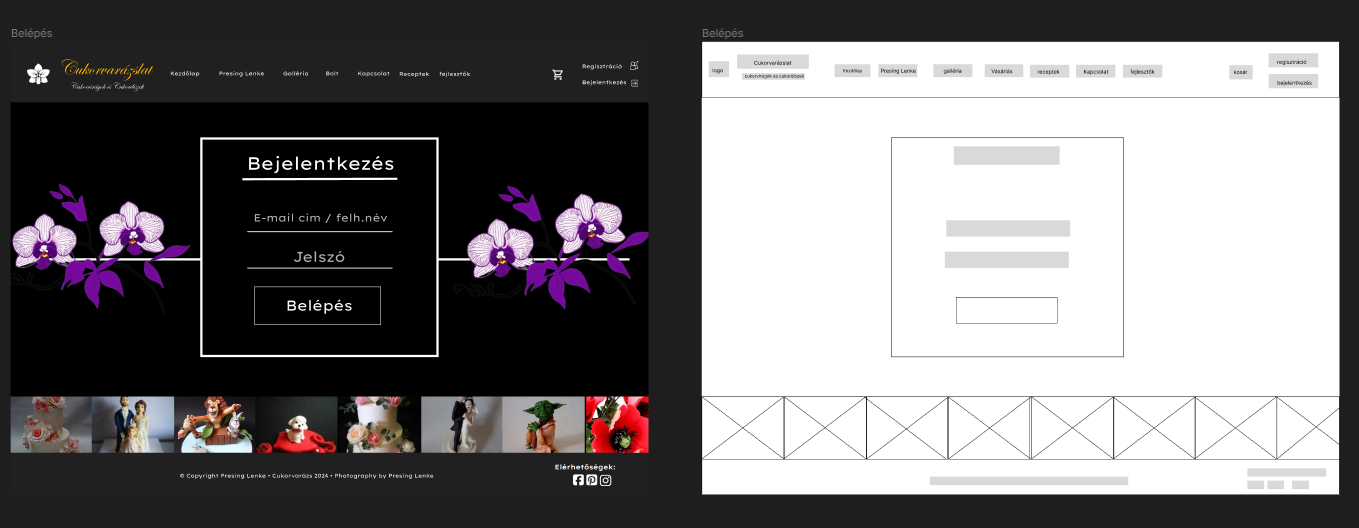 Belépés
Cukorvarázslat
Cukorvirágok és Cukordíszek
Kezdőlap
Presing Lenke
Galléria
Bolt
Kapcsolat
Receptek
fejlesztők
Regisztráció
Bejelentkezés
Bejelentkezés
E-mail cím / felh.név
Jelszó
Belépés
© Copyright Presing Lenke • Cukorvarázs 2024 • Photography by Presing Lenke
Elérhetőségek:
Belépés
logo
Cukorvarázslat
cukorvirágok és cukordíszek
Kezdőlap
Presing Lenke
galléria
Vásárlás
receptek
Kapcsolat
fejlesztők
kosár
regisztráció
bejelentkezés